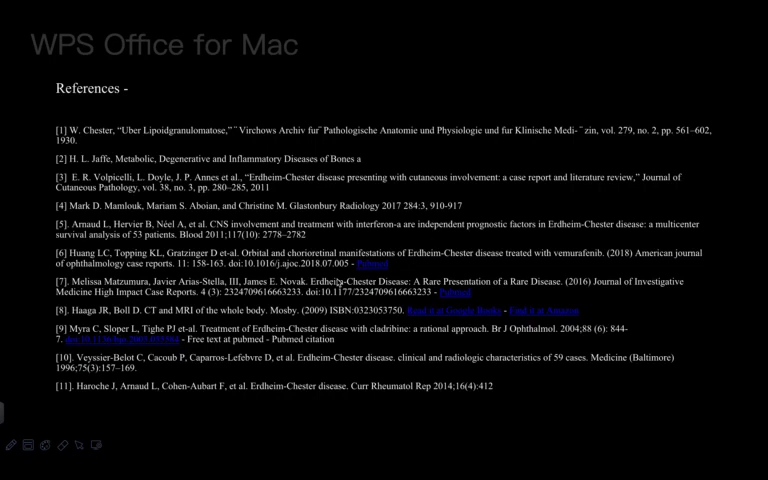 WPS Office for Mac
References -
[1] W. Chester, “Uber Lipoidgranulomatose,”¨ Virchows Archiv fur¨ Pathologische Anatomie und Physiologie und fur Klinische Medi-¨ zin, vol. 279, no. 2, pp. 561–602,
1930.
[2] H. L. Jaffe, Metabolic, Degenerative and Inflammatory Diseases of Bones a
[3] E. R. Volpicelli, L. Doyle, J. P. Annes et al., “Erdheim-Chester disease presenting with cutaneous involvement: a case report and literature review,” Journal of
Cutaneous Pathology, vol. 38, no. 3, pp. 280–285, 2011
[4] Mark D. Mamlouk, Mariam S. Aboian, and Christine M. Glastonbury Radiology 2017 284:3, 910-917
[5]. Arnaud L, Hervier B, Néel A, et al. CNS involvement and treatment with interferon-a are independent prognostic factors in Erdheim-Chester disease: a multicenter
survival analysis of 53 patients. Blood 2011;117(10): 2778–2782
[6] Huang LC, Topping KL, Gratzinger D et-al. Orbital and chorioretinal manifestations of Erdheim-Chester disease treated with vemurafenib. (2018) American journal
of ophthalmology case reports. 11: 158-163. doi:10.1016/j.ajoc.2018.07.005 - Pubmed
[7]. Melissa Matzumura, Javier Arias-Stella, III, James E. Novak. Erdheim-Chester Disease: A Rare Presentation of a Rare Disease. (2016) Journal of Investigative
Medicine High Impact Case Reports. 4 (3): 2324709616663233. doi:10.1177/2324709616663233 - Pubmed
[8]. Haaga JR, Boll D. CT and MRI of the whole body. Mosby. (2009) ISBN:0323053750. Read it at Google Books - Find it at Amazon
[9] Myra C, Sloper L, Tighe PJ et-al. Treatment of Erdheim-Chester disease with cladribine: a rational approach. Br J Ophthalmol. 2004;88 (6): 844-
7. doi:10.1136/bjo.2003.035584 - Free text at pubmed - Pubmed citation
[10]. Veyssier-Belot C, Cacoub P, Caparros-Lefebvre D, et al. Erdheim-Chester disease. clinical and radiologic characteristics of 59 cases. Medicine (Baltimore)
1996;75(3):157–169.
[11]. Haroche J, Arnaud L, Cohen-Aubart F, et al. Erdheim-Chester disease. Curr Rheumatol Rep 2014;16(4):412